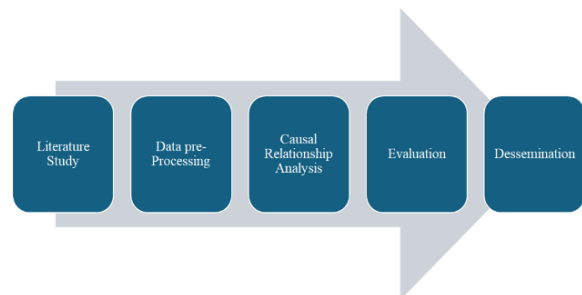 Literature
Study
Data pre-
Processing
Causal
Relationship
Analysis
Evaluation
Dessemination